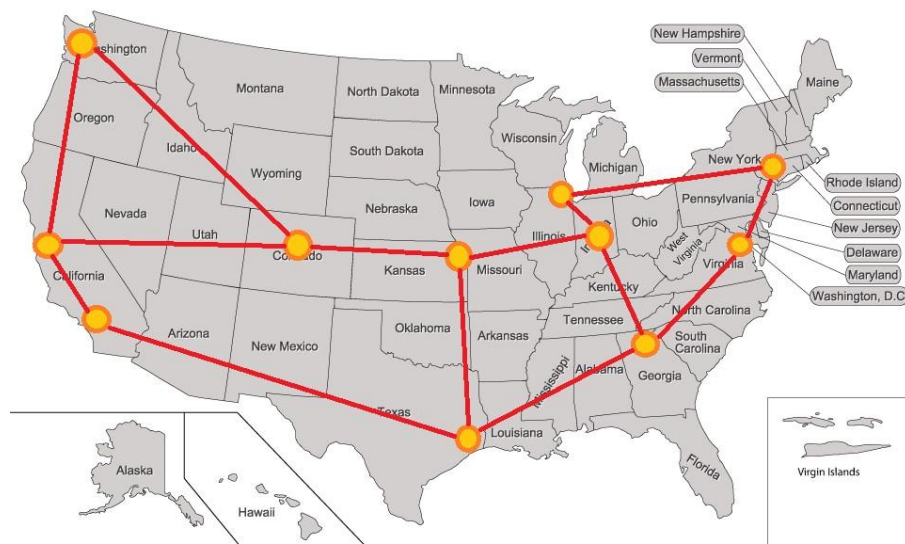 New Hampshire
Vermont
Massachusetts
Maine
Washington
Montana
North Dakota
Minnesota
Oregon
Idaho
Wisconsin
Michigan
New York
South Dakota
Wyoming
Rhode Island
Connecticut
New Jersey
Delaware
Maryland
Washington, D.C
Nevada
Utah
Colorado
Nebraska
Iowa
Illinois
Indiana
Ohio
Pennsylvania
West
Virginia
Virginia
California
Kansas
Missouri
Kentucky
North Carolina
Tennessee
South
Carolina
Arizona
New Mexico
Oklahoma
Arkansas
Mississippi
Alabama
Georgia
Texas
Louisiana
Florida
Alaska
Hawaii
Virgin Islands